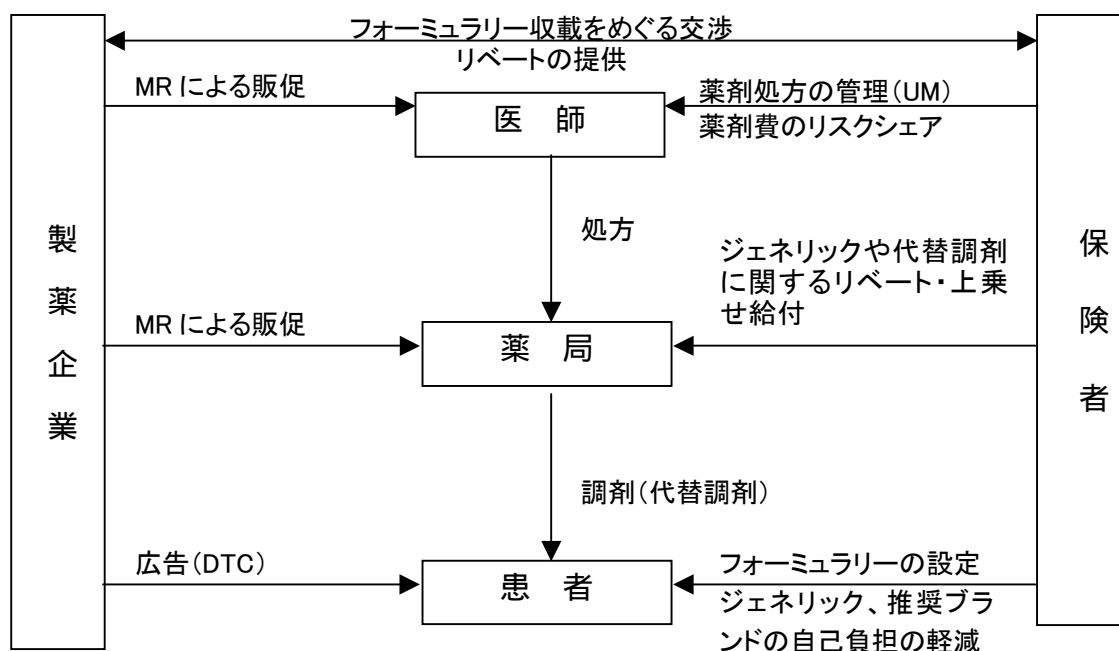 フォーミュラリー収載をめぐる交渉
リベートの提供
MRによる販促
医 師
薬剤処方の管理(UM)
薬剤費のリスクシェア
処方
製薬企業
保険者
ジェネリックや代替調剤
に関するリベート・上乗
せ給付
MRによる販促
薬 局
調剤(代替調剤)
広告(DTC)
患 者
フォーミュラリーの設定
ジェネリック、推奨ブラ
ンドの自己負担の軽減